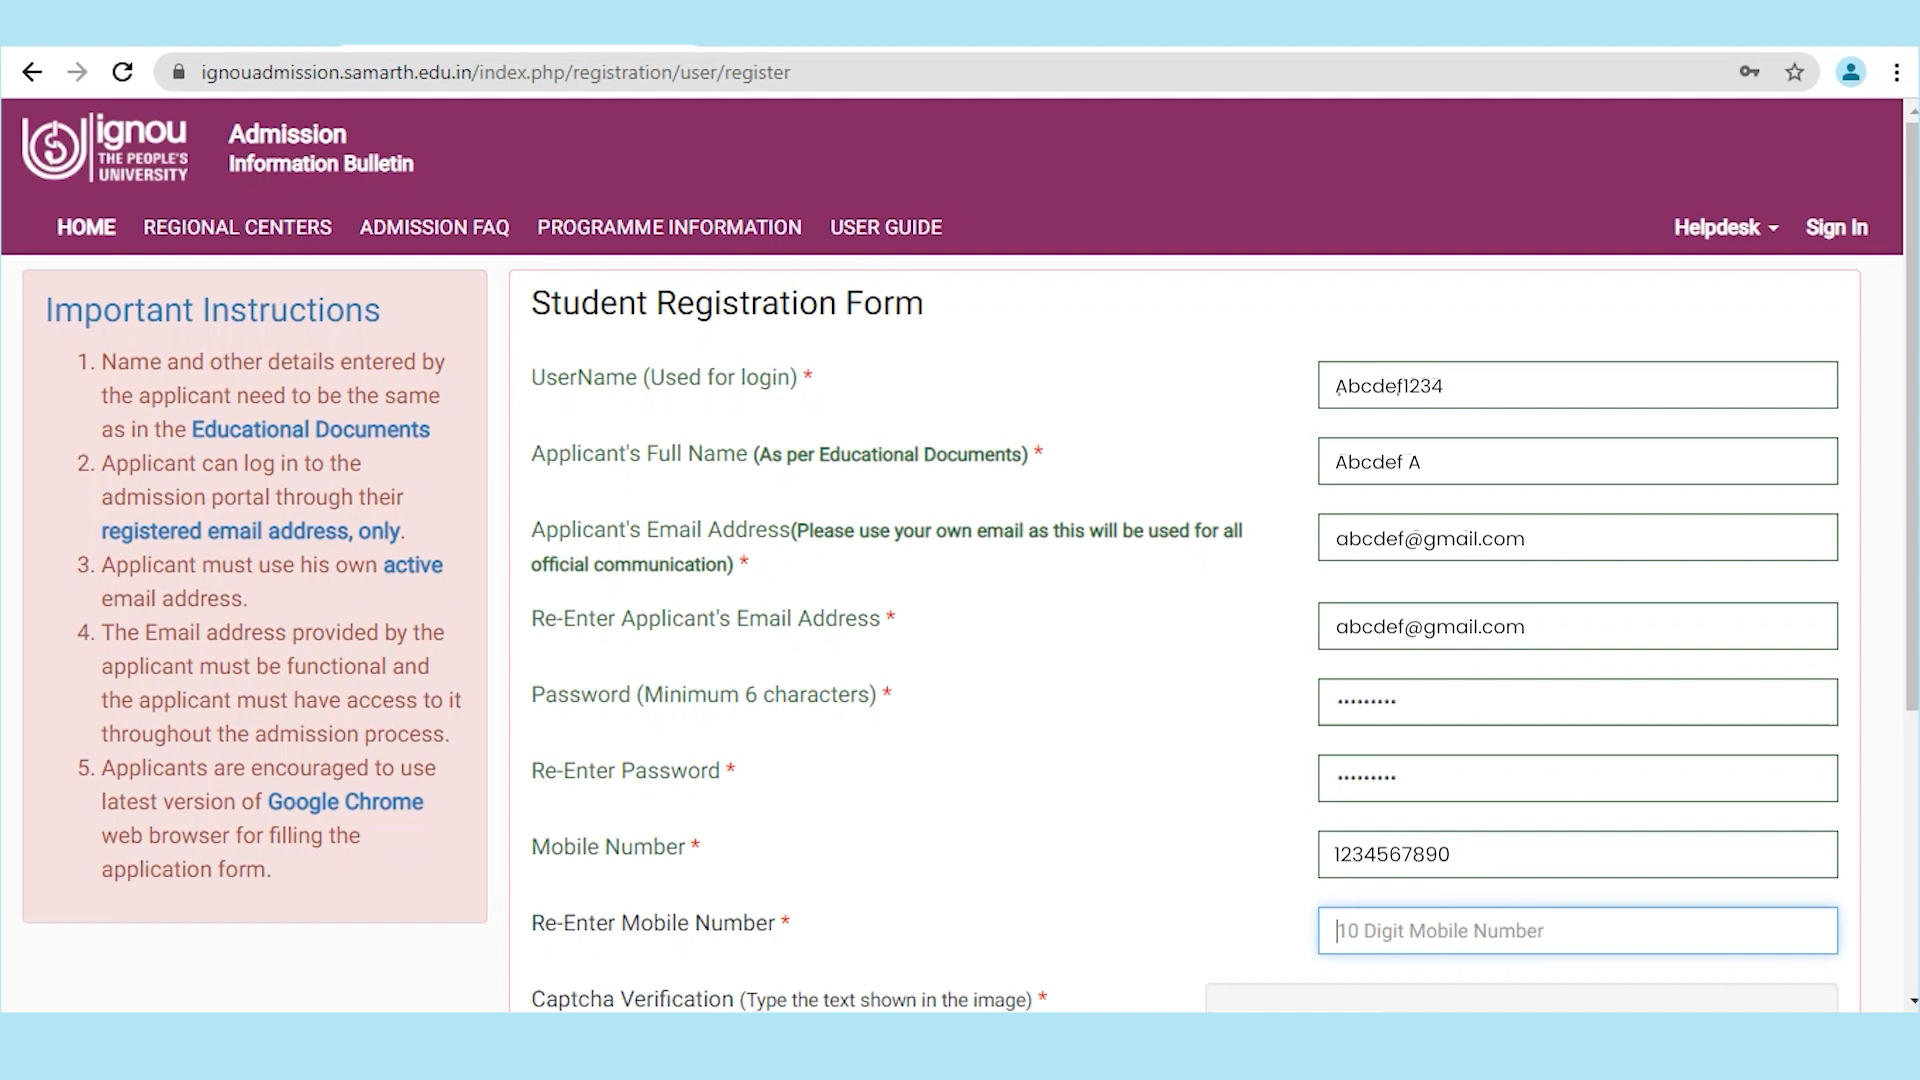 ignouadmission.samarth.edu.in/index.php/registration/user/register
ignou
THE PEOPLE'S
UNIVERSITY
Admission
Information Bulletin
HOME REGIONAL CENTERS ADMISSION FAQ PROGRAMME INFORMATION USER GUIDE Helpdesk Sign In
Important Instructions
1. Name and other details entered by
the applicant need to be the same
as in the Educational Documents
2. Applicant can log in to the
admission portal through their
registered email address, only.
3. Applicant must use his own active
email address.
4. The Email address provided by the
applicant must be functional and
the applicant must have access to it
throughout the admission process.
5. Applicants are encouraged to use
latest version of Google Chrome
web browser for filling the
application form.
Student Registration Form
UserName (Used for login) * Abcdef1234
Applicant's Full Name (As per Educational Documents) * Abcdef A
Applicant's Email Address(Please use your own email as this will be used for all
official communication) * abcdef@gmail.com
Re-Enter Applicant's Email Address * abcdef@gmail.com
Password (Minimum 6 characters) * •••••••••
Re-Enter Password * •••••••••
Mobile Number * 1234567890
Re-Enter Mobile Number * 10 Digit Mobile Number
Captcha Verification (Type the text shown in the image) *